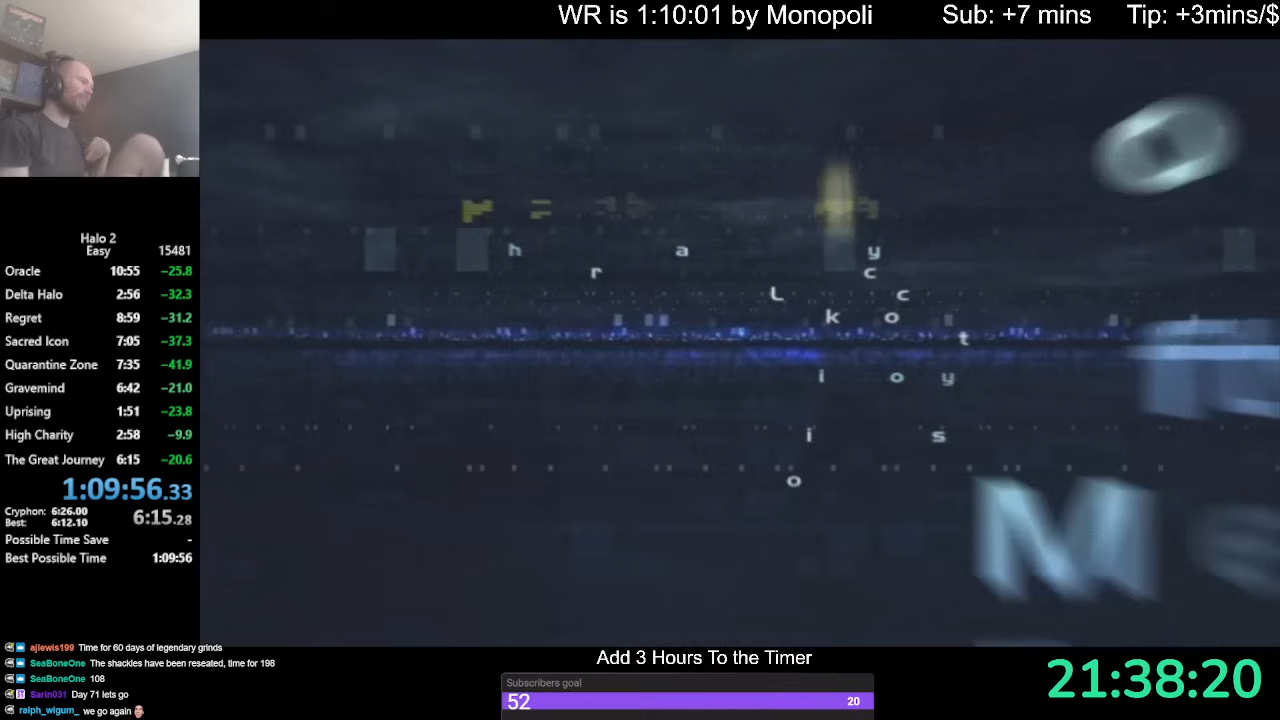 WR is 1:10:01 by Monopoli
Sub: +7 mins
Tip: +3mins/$
Halo 2
Easy 15481
Oracle 10:55 −25.8
Delta Halo 2:56 −32.3
Regret 8:59 −31.2
Sacred Icon 7:05 −37.3
Quarantine Zone 7:35 −41.9
Gravemind 6:42 −21.0
Uprising 1:51 −23.8
High Charity 2:58 −9.9
The Great Journey 6:15 −20.6
1:09:56.33
Cryphon: 6:26.00
Best: 6:12.10
6:15.28
Possible Time Save -
Best Possible Time 1:09:56
ajlewis199 Time for 60 days of legendary grinds
SeaBoneOne The shackles have been reseated, time for 198
SeaBoneOne 108
Sarin031 Day 71 lets go
ralph_wigum_ we go again
h a y
r c
L c
k o
t
i o y
i s
o
Me
Add 3 Hours To the Timer
Subscribers goal
52 20
21:38:20